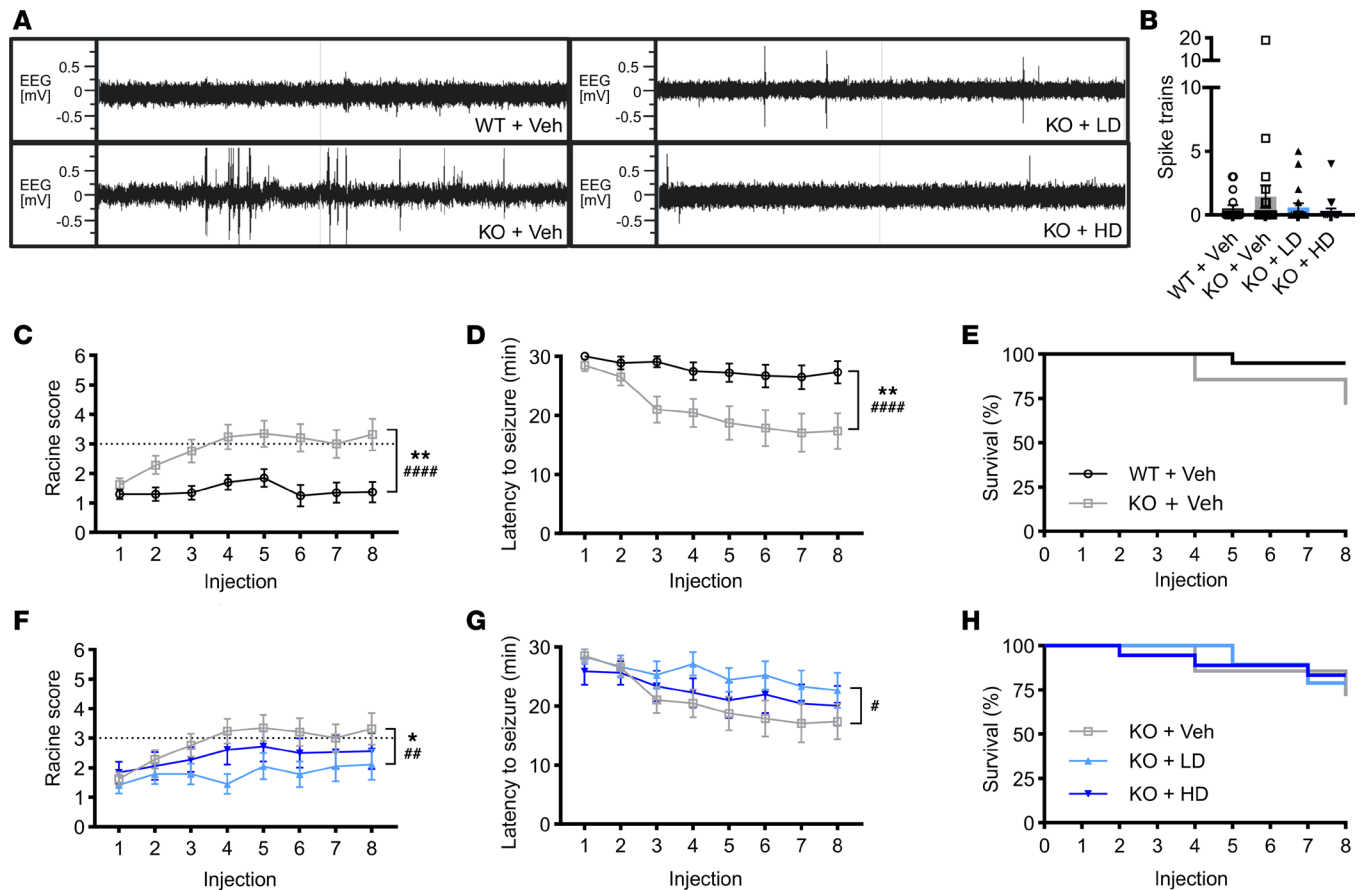 A
EEG
[mV]
0.5
0
-0.5
WT + Veh
EEG
[mV]
0.5
0
-0.5
KO + LD
EEG
[mV]
0.5
0
-0.5
KO + Veh
EEG
[mV]
0.5
0
-0.5
KO + HD
B
Spike trains
20
10
10
5
0
WT + Veh
KO + Veh
KO + LD
KO + HD
C
Racine score
6
5
4
3
2
1
0
**
####
1 2 3 4 5 6 7 8
Injection
D
Latency to seizure (min)
30
20
10
0
**
####
1 2 3 4 5 6 7 8
Injection
E
Survival (%)
100
75
50
25
0
WT + Veh
KO + Veh
0 1 2 3 4 5 6 7 8
Injection
F
Racine score
6
5
4
3
2
1
0
*
##
1 2 3 4 5 6 7 8
Injection
G
Latency to seizure (min)
30
20
10
0
#
1 2 3 4 5 6 7 8
Injection
H
Survival (%)
100
75
50
25
0
KO + Veh
KO + LD
KO + HD
0 1 2 3 4 5 6 7 8
Injection